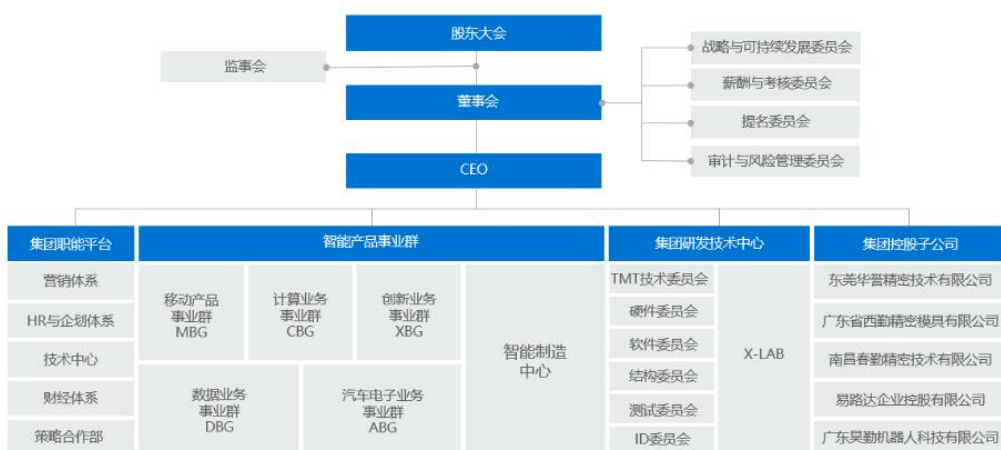 股东大会
监事会
董事会
战略与可持续发展委员会
薪酬与考核委员会
提名委员会
审计与风险管理委员会
CEO
集团职能平台
营销体系
HR与企划体系
技术中心
财经体系
策略合作部
智能产品事业群
移动产品
事业群
MBG
计算业务
事业群
CBG
创新业务
事业群
XBG
数据业务
事业群
DBG
汽车电子业务
事业群
ABG
智能制造
中心
集团研发技术中心
TMT技术委员会
硬件委员会
软件委员会
结构委员会
测试委员会
ID委员会
X-LAB
集团控股子公司
东莞华誉精密技术有限公司
广东省西勤精密模具有限公司
南昌春勤精密技术有限公司
易路达企业控股有限公司
广东昊勤机器人科技有限公司